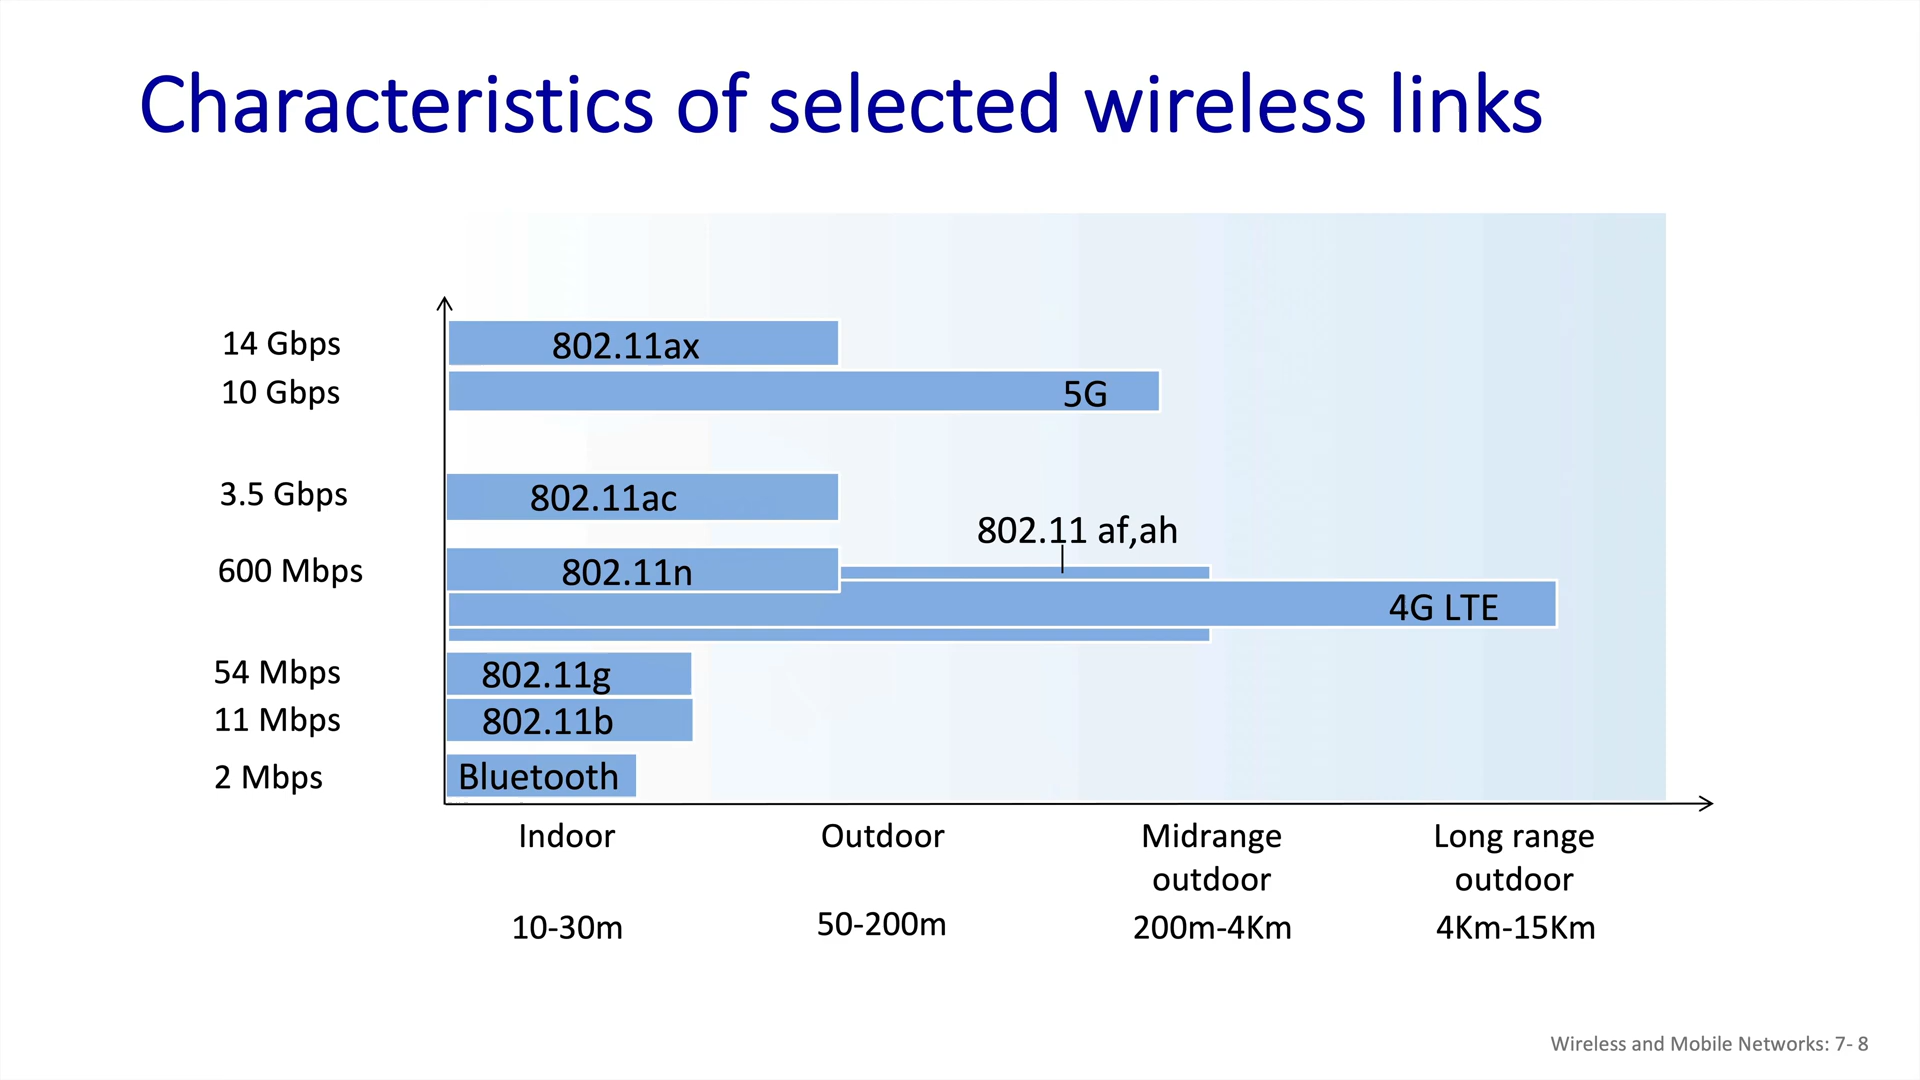 Characteristics of selected wireless links
14 Gbps
802.11ax
10 Gbps
5G
3.5 Gbps
802.11ac
802.11 af,ah
600 Mbps
802.11n
4G LTE
54 Mbps
802.11g
11 Mbps
802.11b
2 Mbps
Bluetooth
Indoor
Outdoor
Midrange
outdoor
Long range
outdoor
10-30m
50-200m
200m-4Km
4Km-15Km
Wireless and Mobile Networks: 7- 8